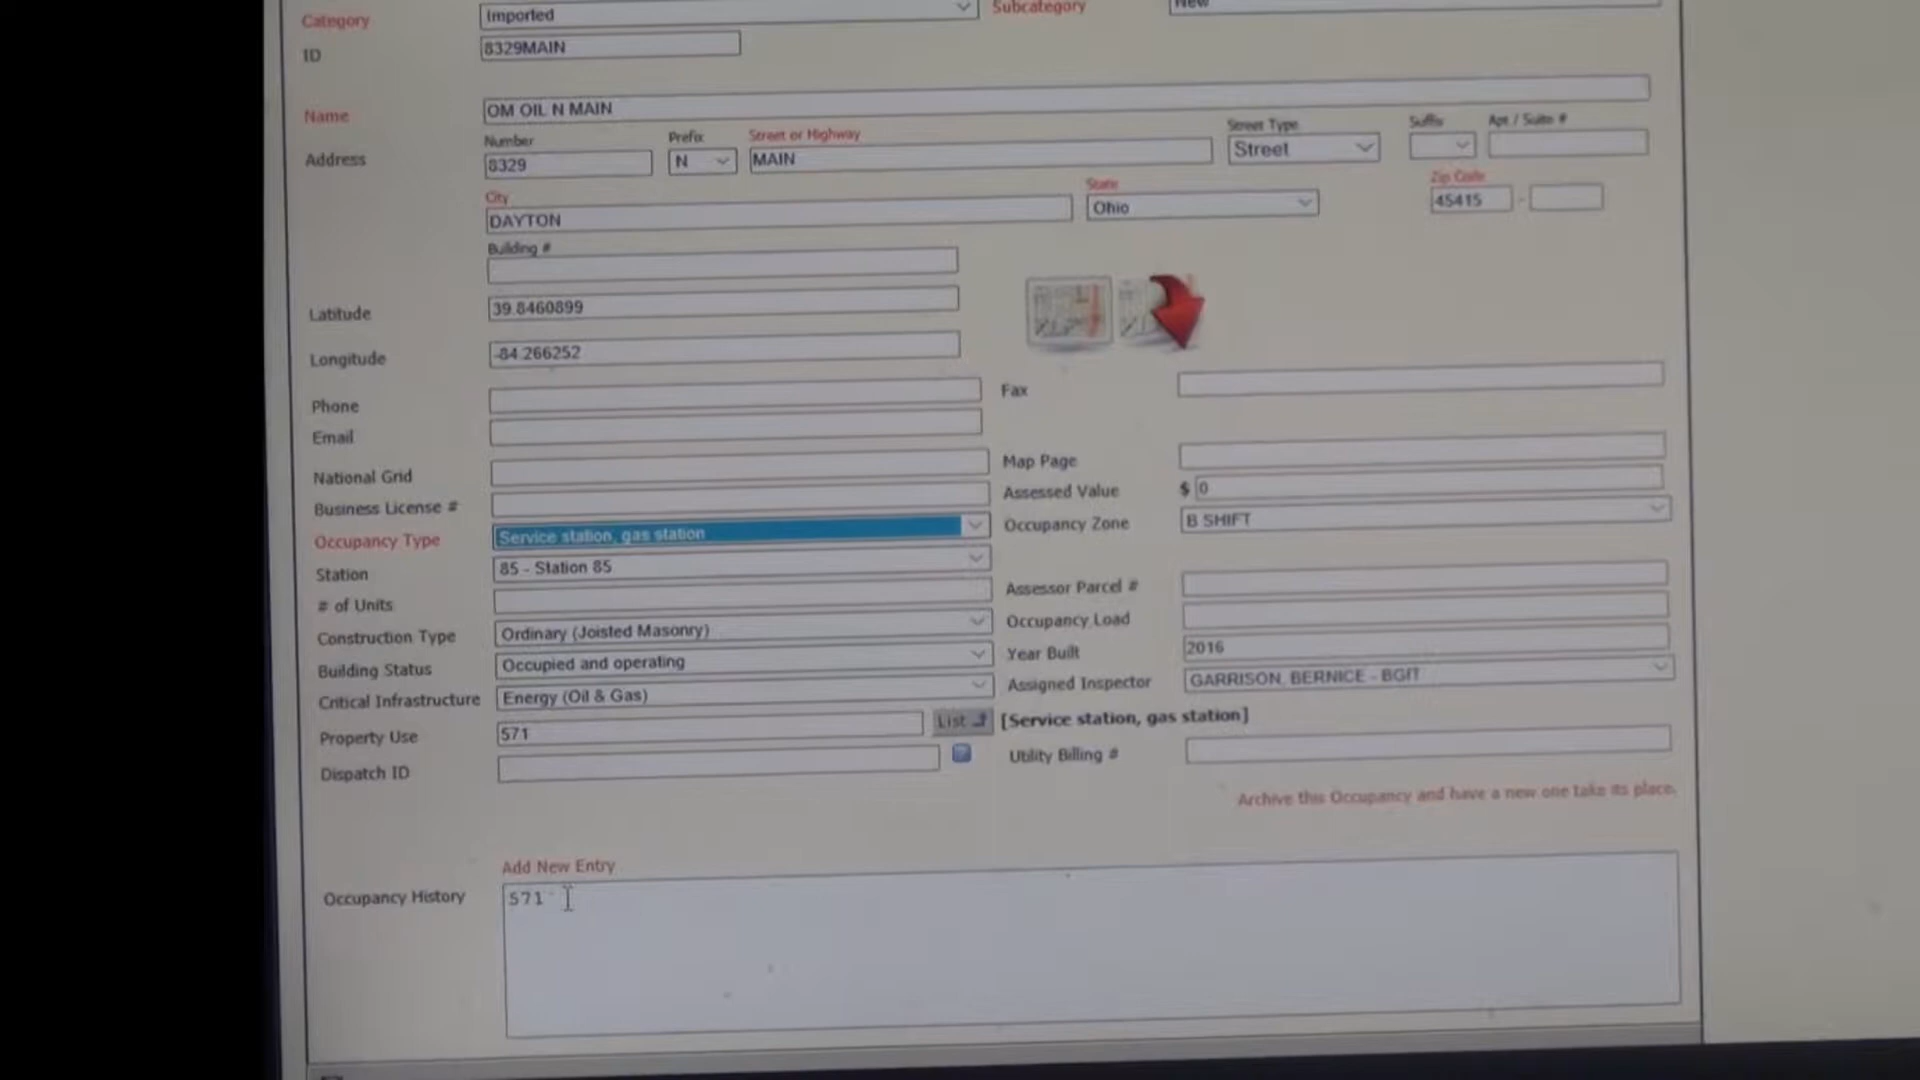 Category Imported Subcategory New
ID 8329MAIN
Name OM OIL N MAIN
Number Prefix Street or Highway Street Type Suffix Apt / Suite #
Address 8329 N MAIN Street
City State Zip Code
DAYTON Ohio 45415 -
Building #
Latitude 39.8460899
Longitude -84.266252
Phone Fax
Email
National Grid Map Page
Business License # Assessed Value $ 0
Occupancy Type Service station, gas station Occupancy Zone B SHIFT
Station 85 - Station 85
# of Units Assessor Parcel #
Construction Type Ordinary (Joisted Masonry) Occupancy Load
Building Status Occupied and operating Year Built 2016
Critical Infrastructure Energy (Oil & Gas) Assigned Inspector GARRISON, BERNICE - BGIT
Property Use 571 List [Service station, gas station]
Dispatch ID Utility Billing #
Archive this Occupancy and have a new one take its place.
Add New Entry
Occupancy History 571